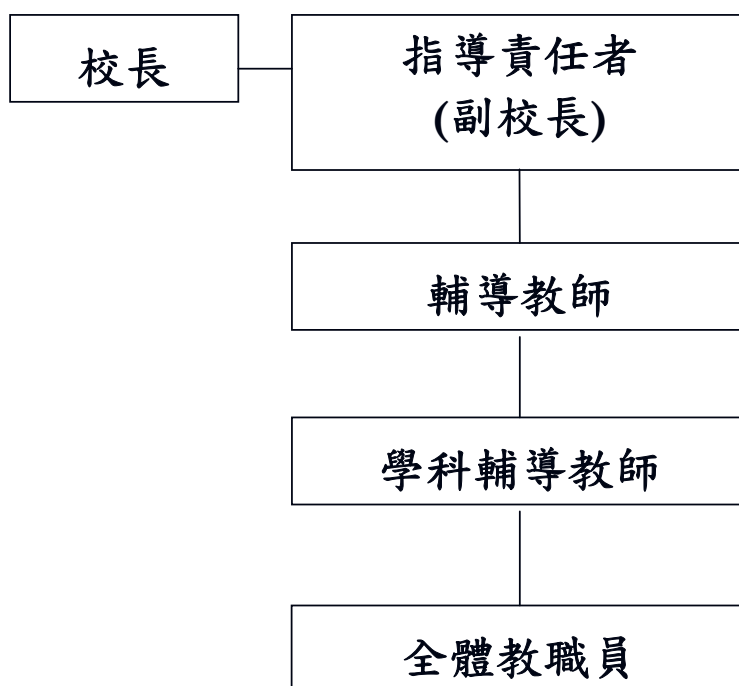 校長
指導責任者
(副校長)
輔導教師
學科輔導教師
全體教職員